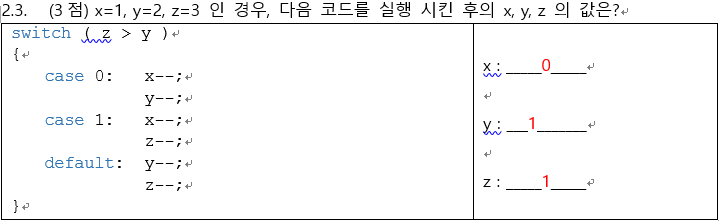 2.3. (3 점) x=1, y=2, z=3 인 경우, 다음 코드를 실행 시킨 후의 x, y, z 의 값은?↵
switch ( z > y )↵
{↵
case 0: x--;↵
y--;↵
case 1: x--;↵
z--;↵
default: y--;↵
z--;↵
}↵
x : ____0____↵
↵
y : __1______↵
↵
z : ____1____↵